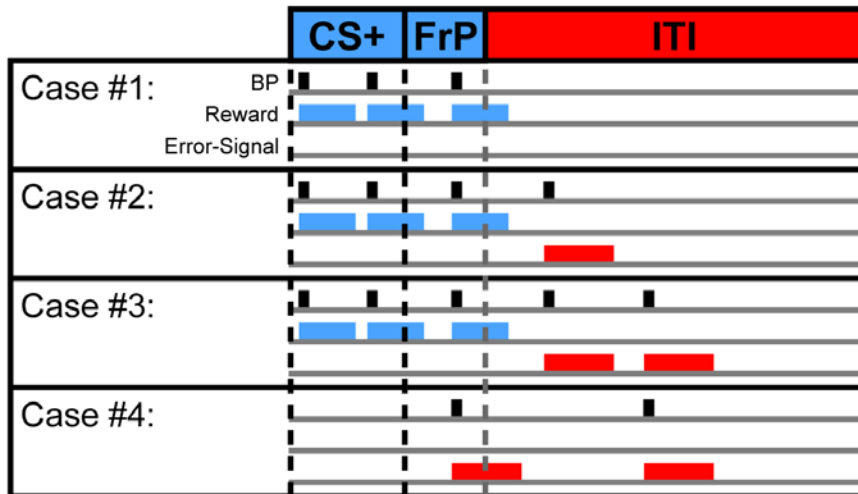 CS+ FrP ITI
Case #1: BP
Reward
Error-Signal
Case #2:
Case #3:
Case #4: